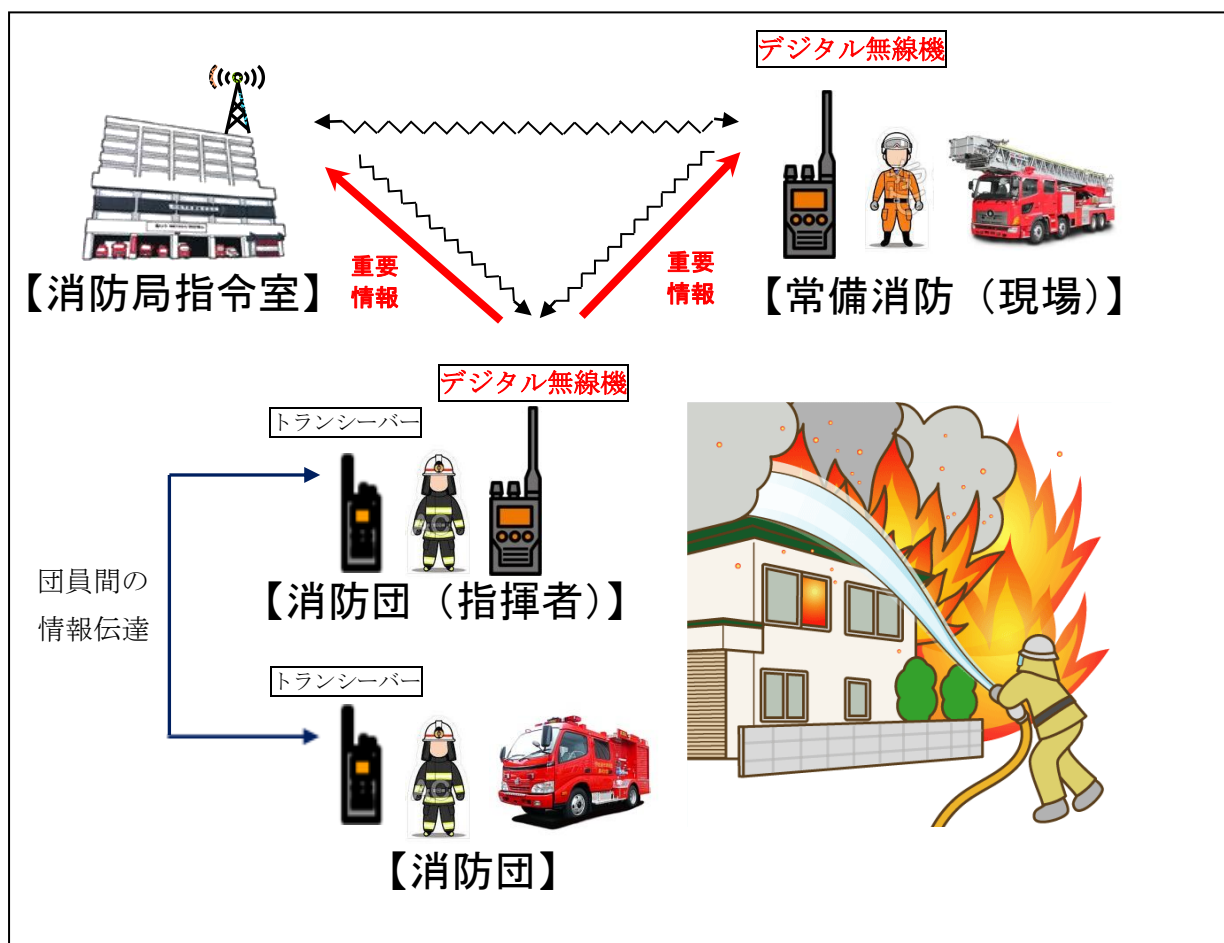 デジタル無線機
重要
情報
重要
情報
【消防局指令室】
【常備消防（現場）】
デジタル無線機
トランシーバー
【消防団（指揮者）】
団員間の
情報伝達
トランシーバー
【消防団】